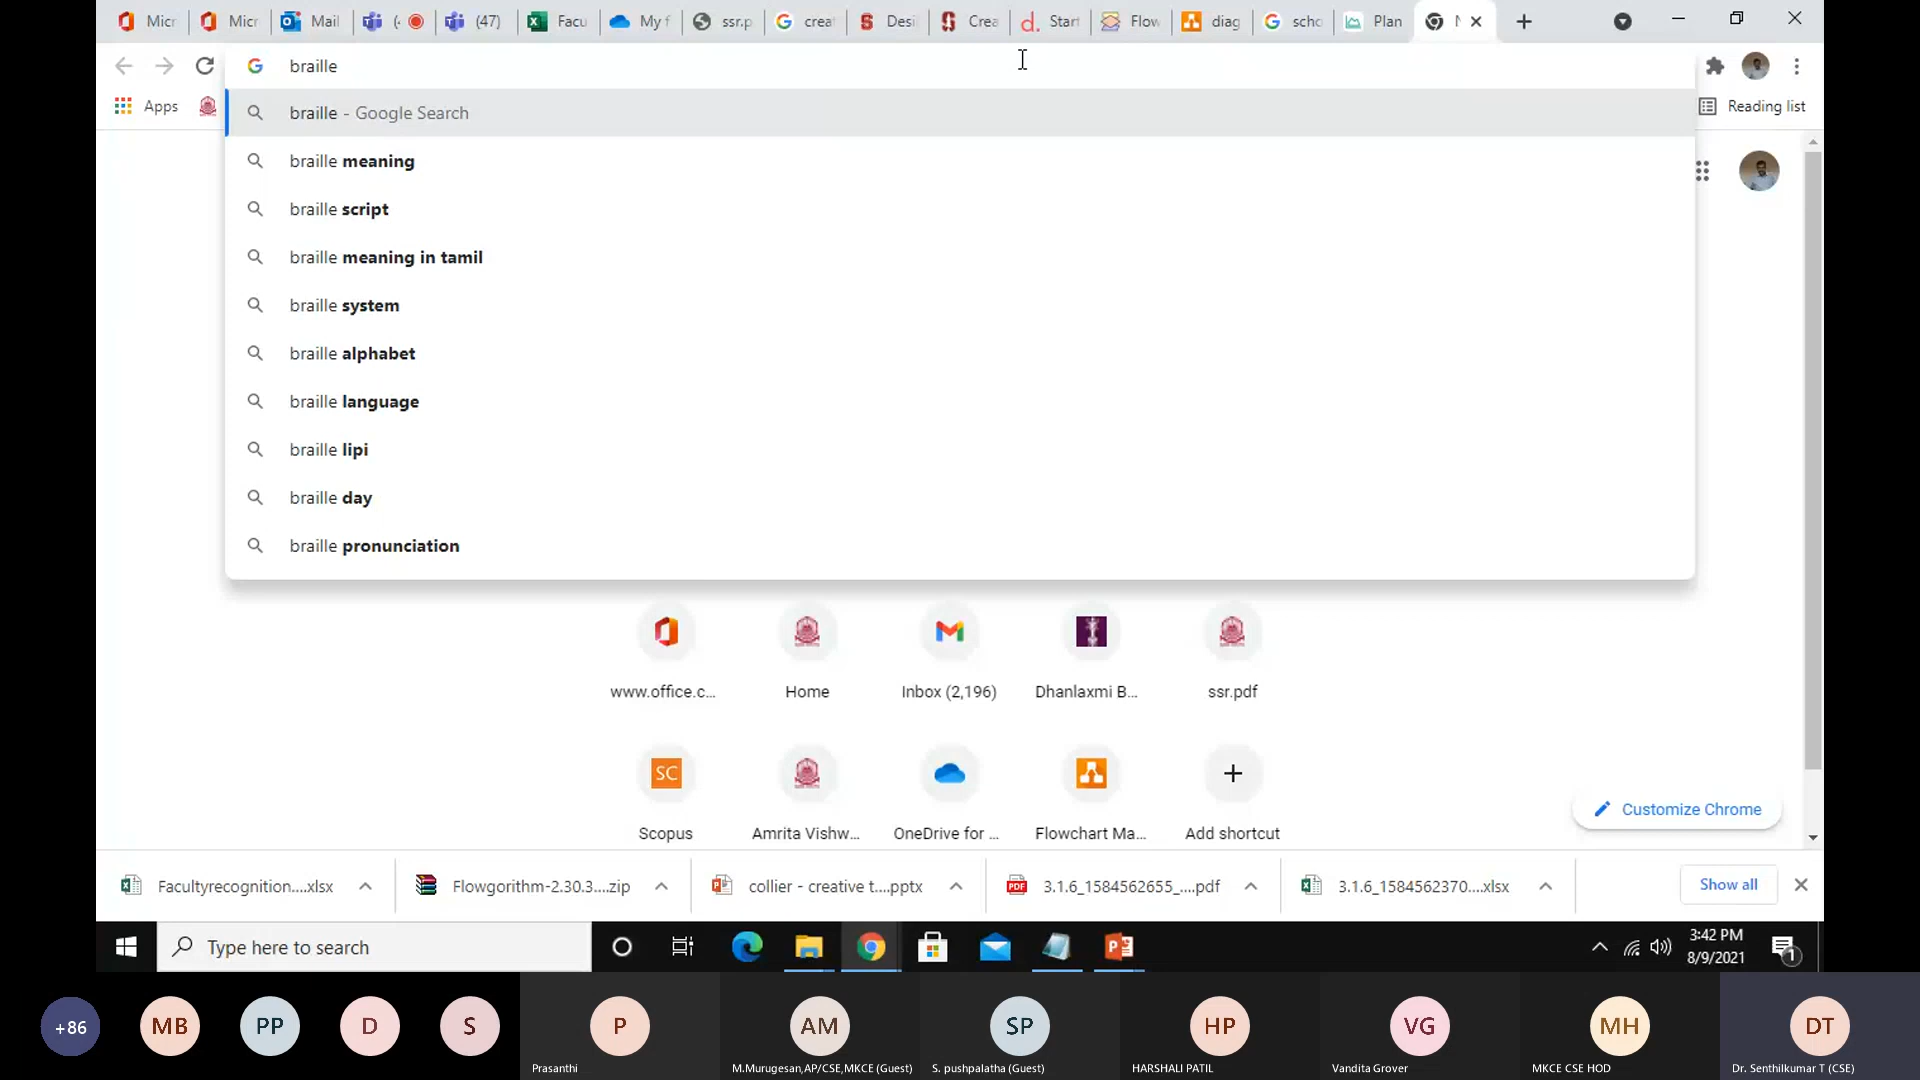 Micr
Micr
Mail
(47)
Facu
My f
ssr.p
creat
Desi
Crea
Start
Flow
diag
scho
Plan
braille
Apps
Reading list
braille - Google Search
braille meaning
braille script
braille meaning in tamil
braille system
braille alphabet
braille language
braille lipi
braille day
braille pronunciation
www.office.c...
Home
Inbox (2,196)
Dhanlaxmi B...
ssr.pdf
SC
Scopus
Amrita Vishw...
OneDrive for ...
Flowchart Ma...
Add shortcut
Customize Chrome
Facultyrecognition....xlsx
Flowgorithm-2.30.3....zip
collier - creative t....pptx
3.1.6_1584562655_....pdf
3.1.6_1584562370....xlsx
Show all
Type here to search
3:42 PM
8/9/2021
1
+86
MB
PP
D
S
P
AM
SP
HP
VG
MH
DT
Prasanthi
M.Murugesan,AP/CSE,MKCE (Guest)
S. pushpalatha (Guest)
HARSHALI PATIL
Vandita Grover
MKCE CSE HOD
Dr. Senthilkumar T (CSE)